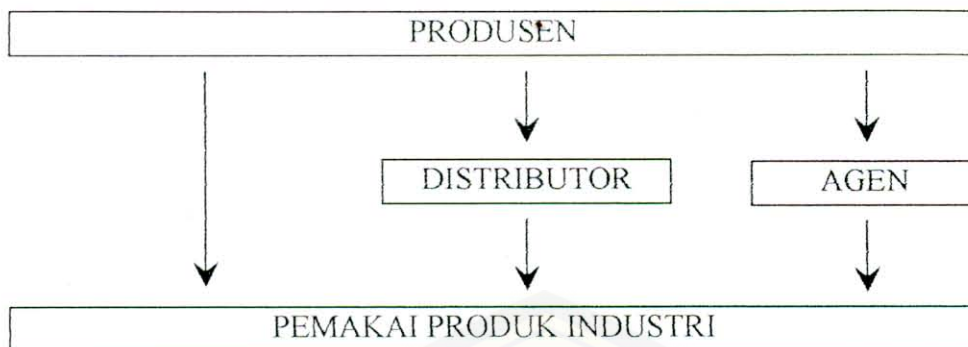 PRODUSEN
DISTRIBUTOR
AGEN
PEMAKAI PRODUK INDUSTRI